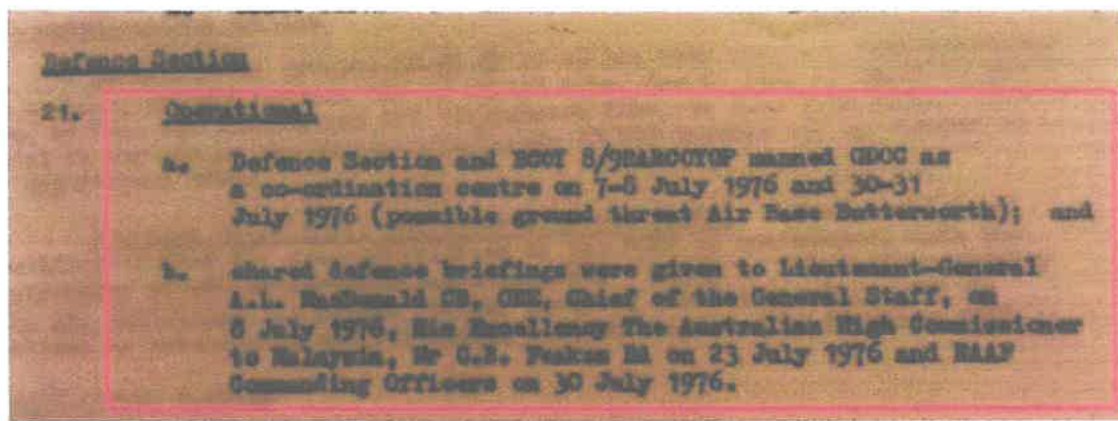 Defence Section
21. Operational
a. Defence Section and 8/9 manned GDOC as
a co-ordination centre on 7-8 July 1976 and 30-31
July 1976 (possible ground threat Air Base Butterworth); and
b. shared defence briefings were given to Lieutenant-General
A.L. MacDonald CB, OBE, Chief of the General Staff, on
8 July 1976, His Excellency The Australian High Commissioner
to Malaysia, Mr G.B. Feakes BA on 23 July 1976 and RAAF
Commanding Officers on 30 July 1976.